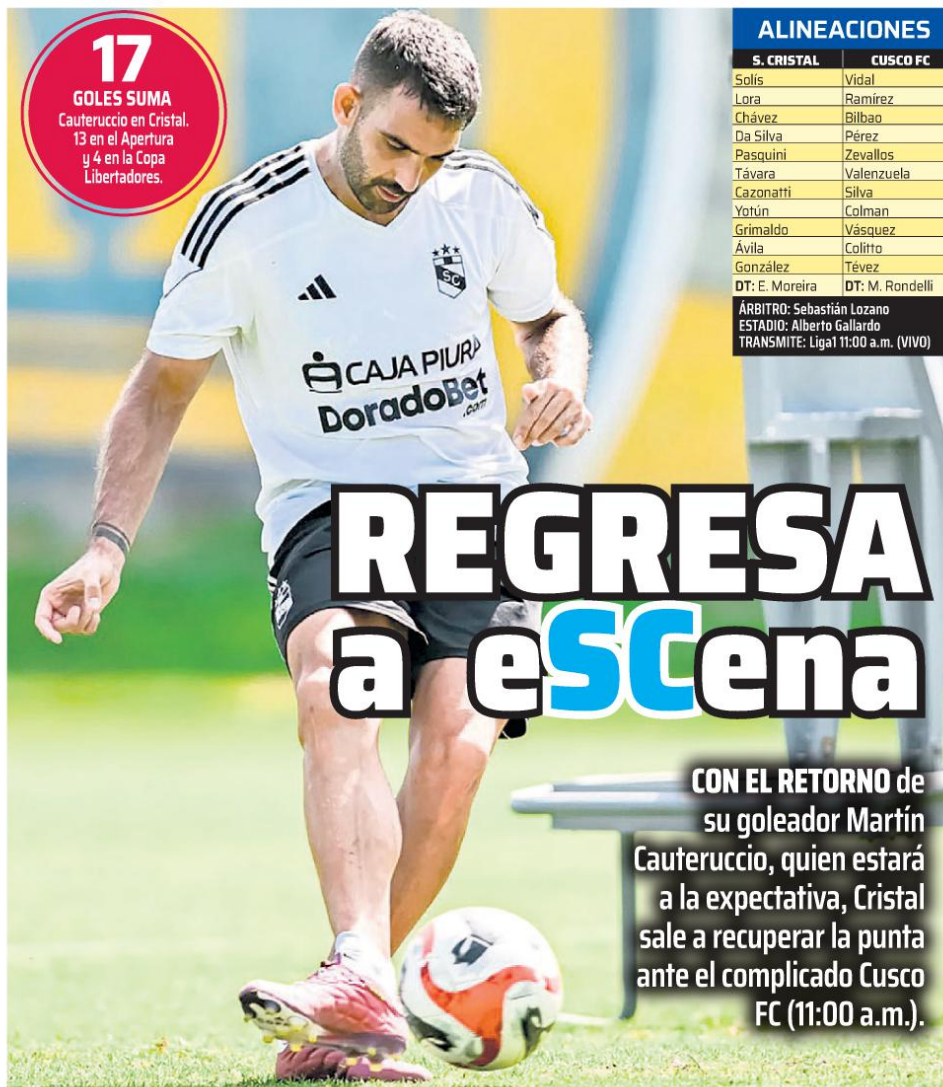 17
GOLES SUMA
Cauteruccio en Cristal.
13 en el Apertura
y 4 en la Copa
Libertadores.
ALINEACIONES
S. CRISTAL CUSCO FC
Solís Vidal
Lora Ramírez
Chávez Bilbao
Da Silva Pérez
Pasquini Zevallos
Távara Valenzuela
Cazonatti Silva
Yotún Colman
Grimaldo Vásquez
Ávila Colitto
González Tévez
DT: E. Moreira DT: M. Rondelli
ÁRBITRO: Sebastián Lozano
ESTADIO: Alberto Gallardo
TRANSMITE: Liga1 11:00 a.m. (VIVO)
SC
CAJA PIURA
DoradoBet
.com
REGRESA
a eSCena
CON EL RETORNO de
su goleador Martín
Cauteruccio, quien estará
a la expectativa, Cristal
sale a recuperar la punta
ante el complicado Cusco
FC (11:00 a.m.).